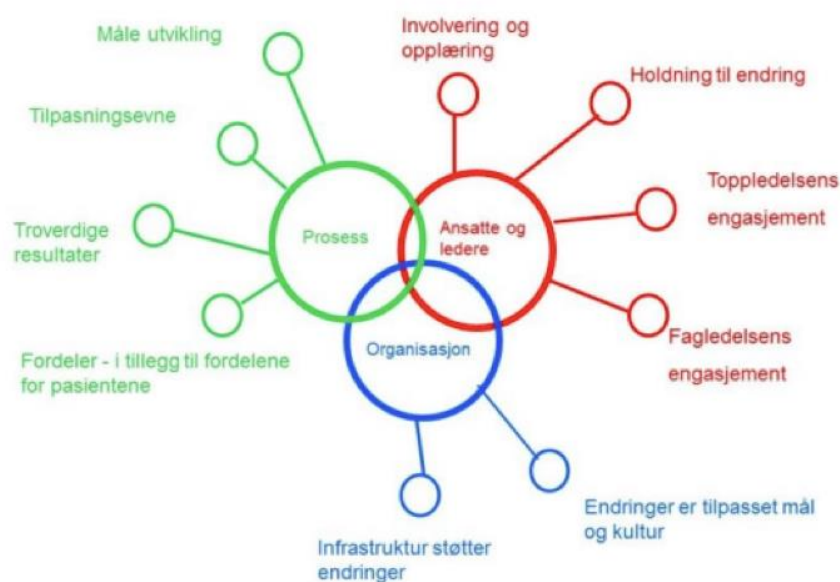 Måle utvikling
Tilpasningsevne
Troverdige
resultater
Fordeler - i tillegg til fordelene
for pasientene
Prosess
Involvering og
opplæring
Holdning til endring
Toppledelsens
engasjement
Fagledelsens
engasjement
Ansatte og
ledere
Organisasjon
Infrastruktur støtter
endringer
Endringer er tilpasset mål
og kultur